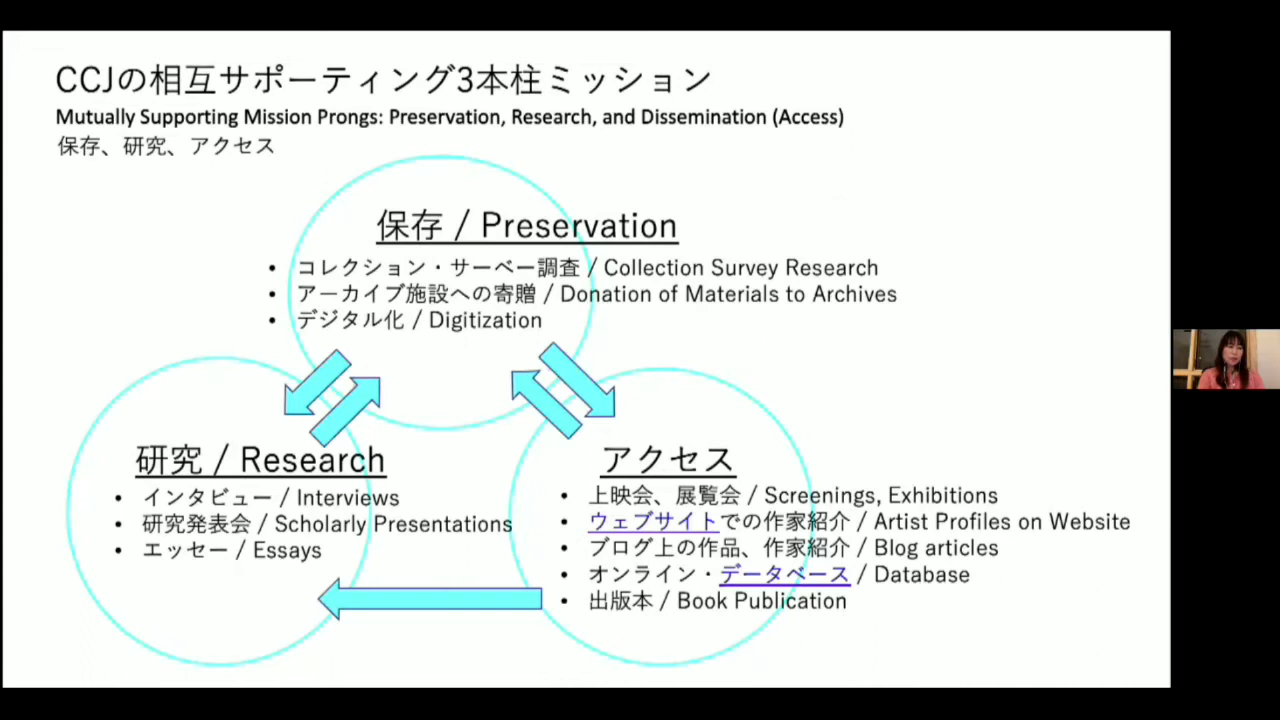 CCJの相互サポーティング3本柱ミッション
Mutually Supporting Mission Prongs: Preservation, Research, and Dissemination (Access)
保存、研究、アクセス
保存 / Preservation
• コレクション・サーベー調査 / Collection Survey Research
• アーカイブ施設への寄贈 / Donation of Materials to Archives
• デジタル化 / Digitization
研究 / Research
• インタビュー / Interviews
• 研究発表会 / Scholarly Presentations
• エッセー / Essays
アクセス
• 上映会、展覧会 / Screenings, Exhibitions
• ウェブサイトでの作家紹介 / Artist Profiles on Website
• ブログ上の作品、作家紹介 / Blog articles
• オンライン・データベース / Database
• 出版本 / Book Publication